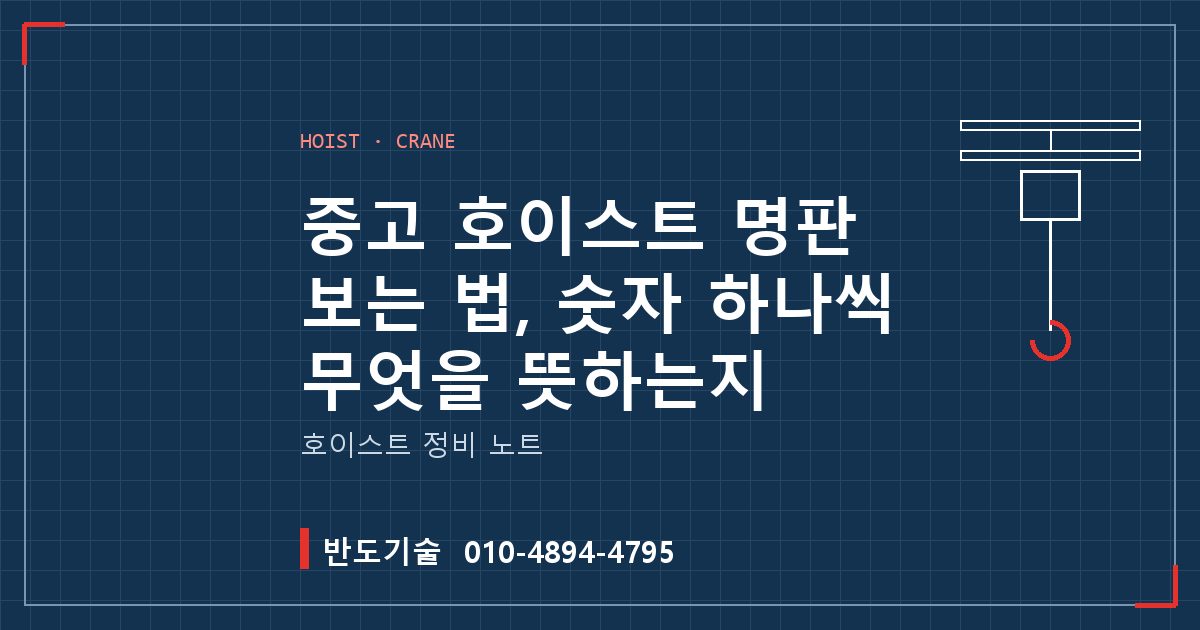 HOIST · CRANE
중고 호이스트 명판
보는 법, 숫자 하나씩
무엇을 뜻하는지
호이스트 정비 노트
반도기술 010-4894-4795